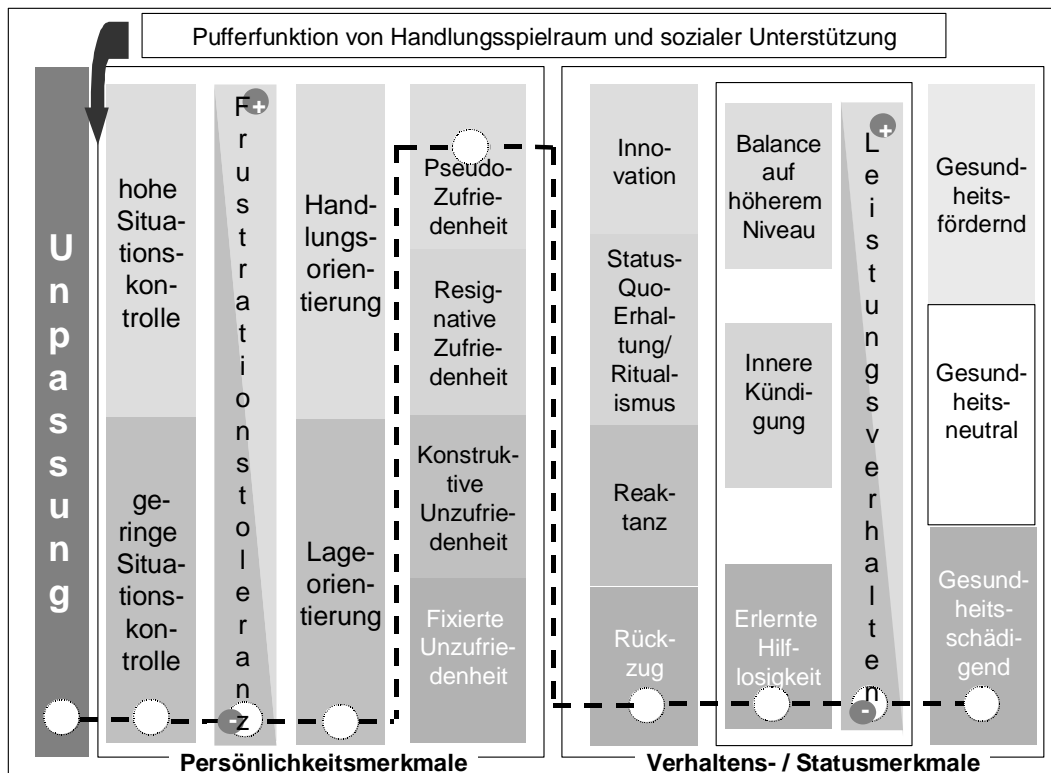 Pufferfunktion von Handlungsspielraum und sozialer Unterstützung
Unpassung
hohe
Situa-
tions-
kon-
trolle
ge-
ringe
Situa-
tions-
kon-
trolle
+
Frustrationstoleranz
-
Hand-
lungs-
orien-
tierung
Lage-
orien-
tierung
Pseudo-
Zufrie-
denheit
Resig-
native
Zufrie-
denheit
Konstruk-
tive
Unzufrie-
denheit
Fixierte
Unzufrie-
denheit
Persönlichkeitsmerkmale
Inno-
vation
Status-
Quo-
Erhal-
tung/
Ritual-
ismus
Reak-
tanz
Rück-
zug
Balance
auf
höherem
Niveau
Innere
Kündi-
gung
Erlernte
Hilf-
losigkeit
+
Leistungsverhalten
-
Gesund-
heits-
fördernd
Gesund-
heits-
neutral
Gesund-
heits-
schädi-
gend
Verhaltens- / Statusmerkmale